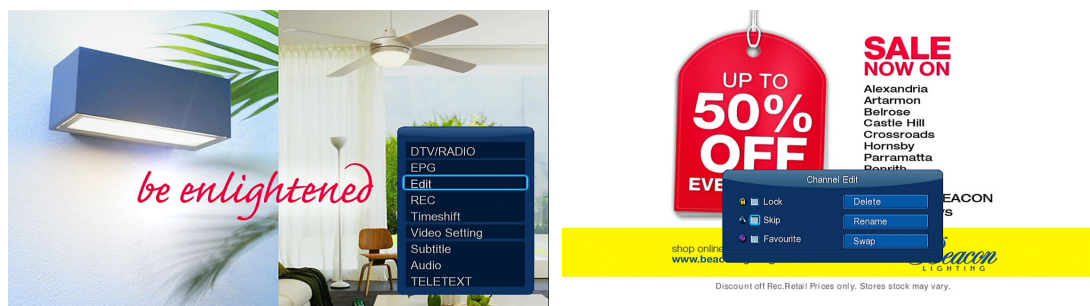 be enlightened
DTV/RADIO
EPG
Edit
REC
Timeshift
Video Setting
Subtitle
Audio
TELETEXT
UP TO
50%
OFF
SALE
NOW ON
Alexandria
Artarmon
Belrose
Castle Hill
Crossroads
Hornsby
Parramatta
Channel Edit
Lock
Skip
Favourite
Delete
Rename
Swap
shop online
LIGHTING
Discount off Rec.Retail Prices only. Stores stock may vary.